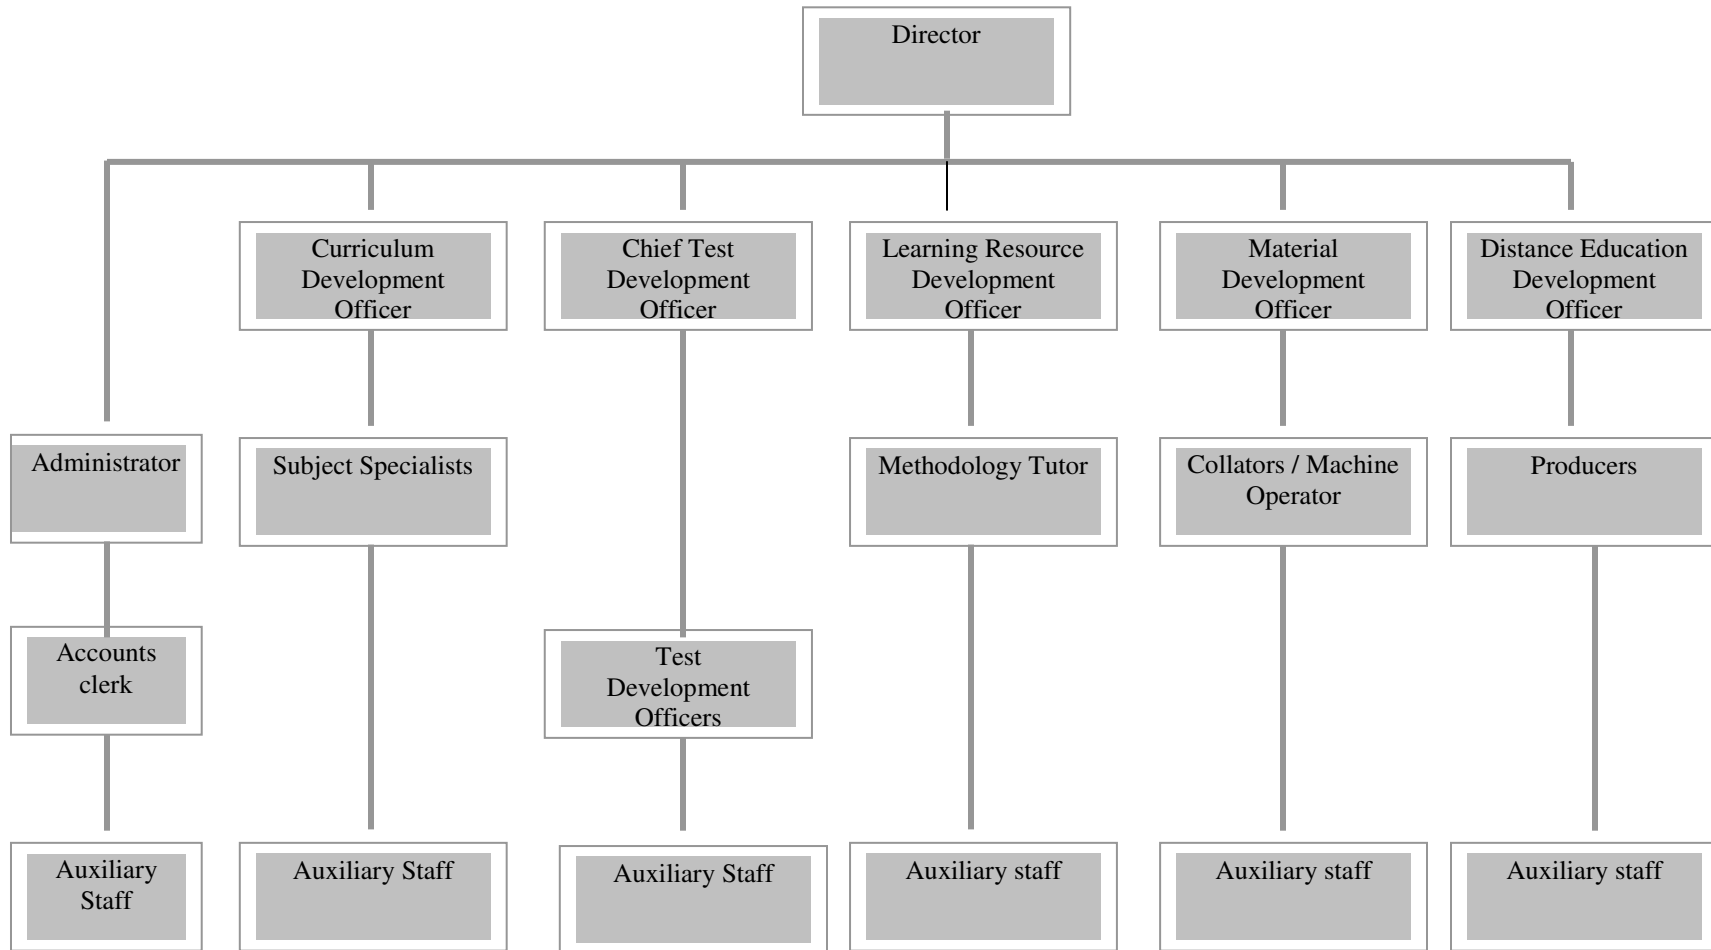 Director
Curriculum
Development
Officer
Chief Test
Development
Officer
Learning Resource
Development
Officer
Material
Development
Officer
Distance Education
Development
Officer
Administrator
Subject Specialists
Methodology Tutor
Collators / Machine
Operator
Producers
Accounts
clerk
Test
Development
Officers
Auxiliary
Staff
Auxiliary Staff
Auxiliary Staff
Auxiliary staff
Auxiliary staff
Auxiliary staff